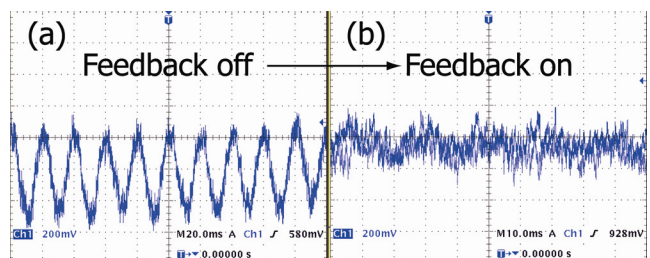 (a)
Feedback off
T
Ch1 200mV M20.0ms A Ch1 ∫ 580mV
T→▼ 0.00000 s
(b)
Feedback on
T
Ch1 200mV M10.0ms A Ch1 ∫ 928mV
T→▼ 0.00000 s